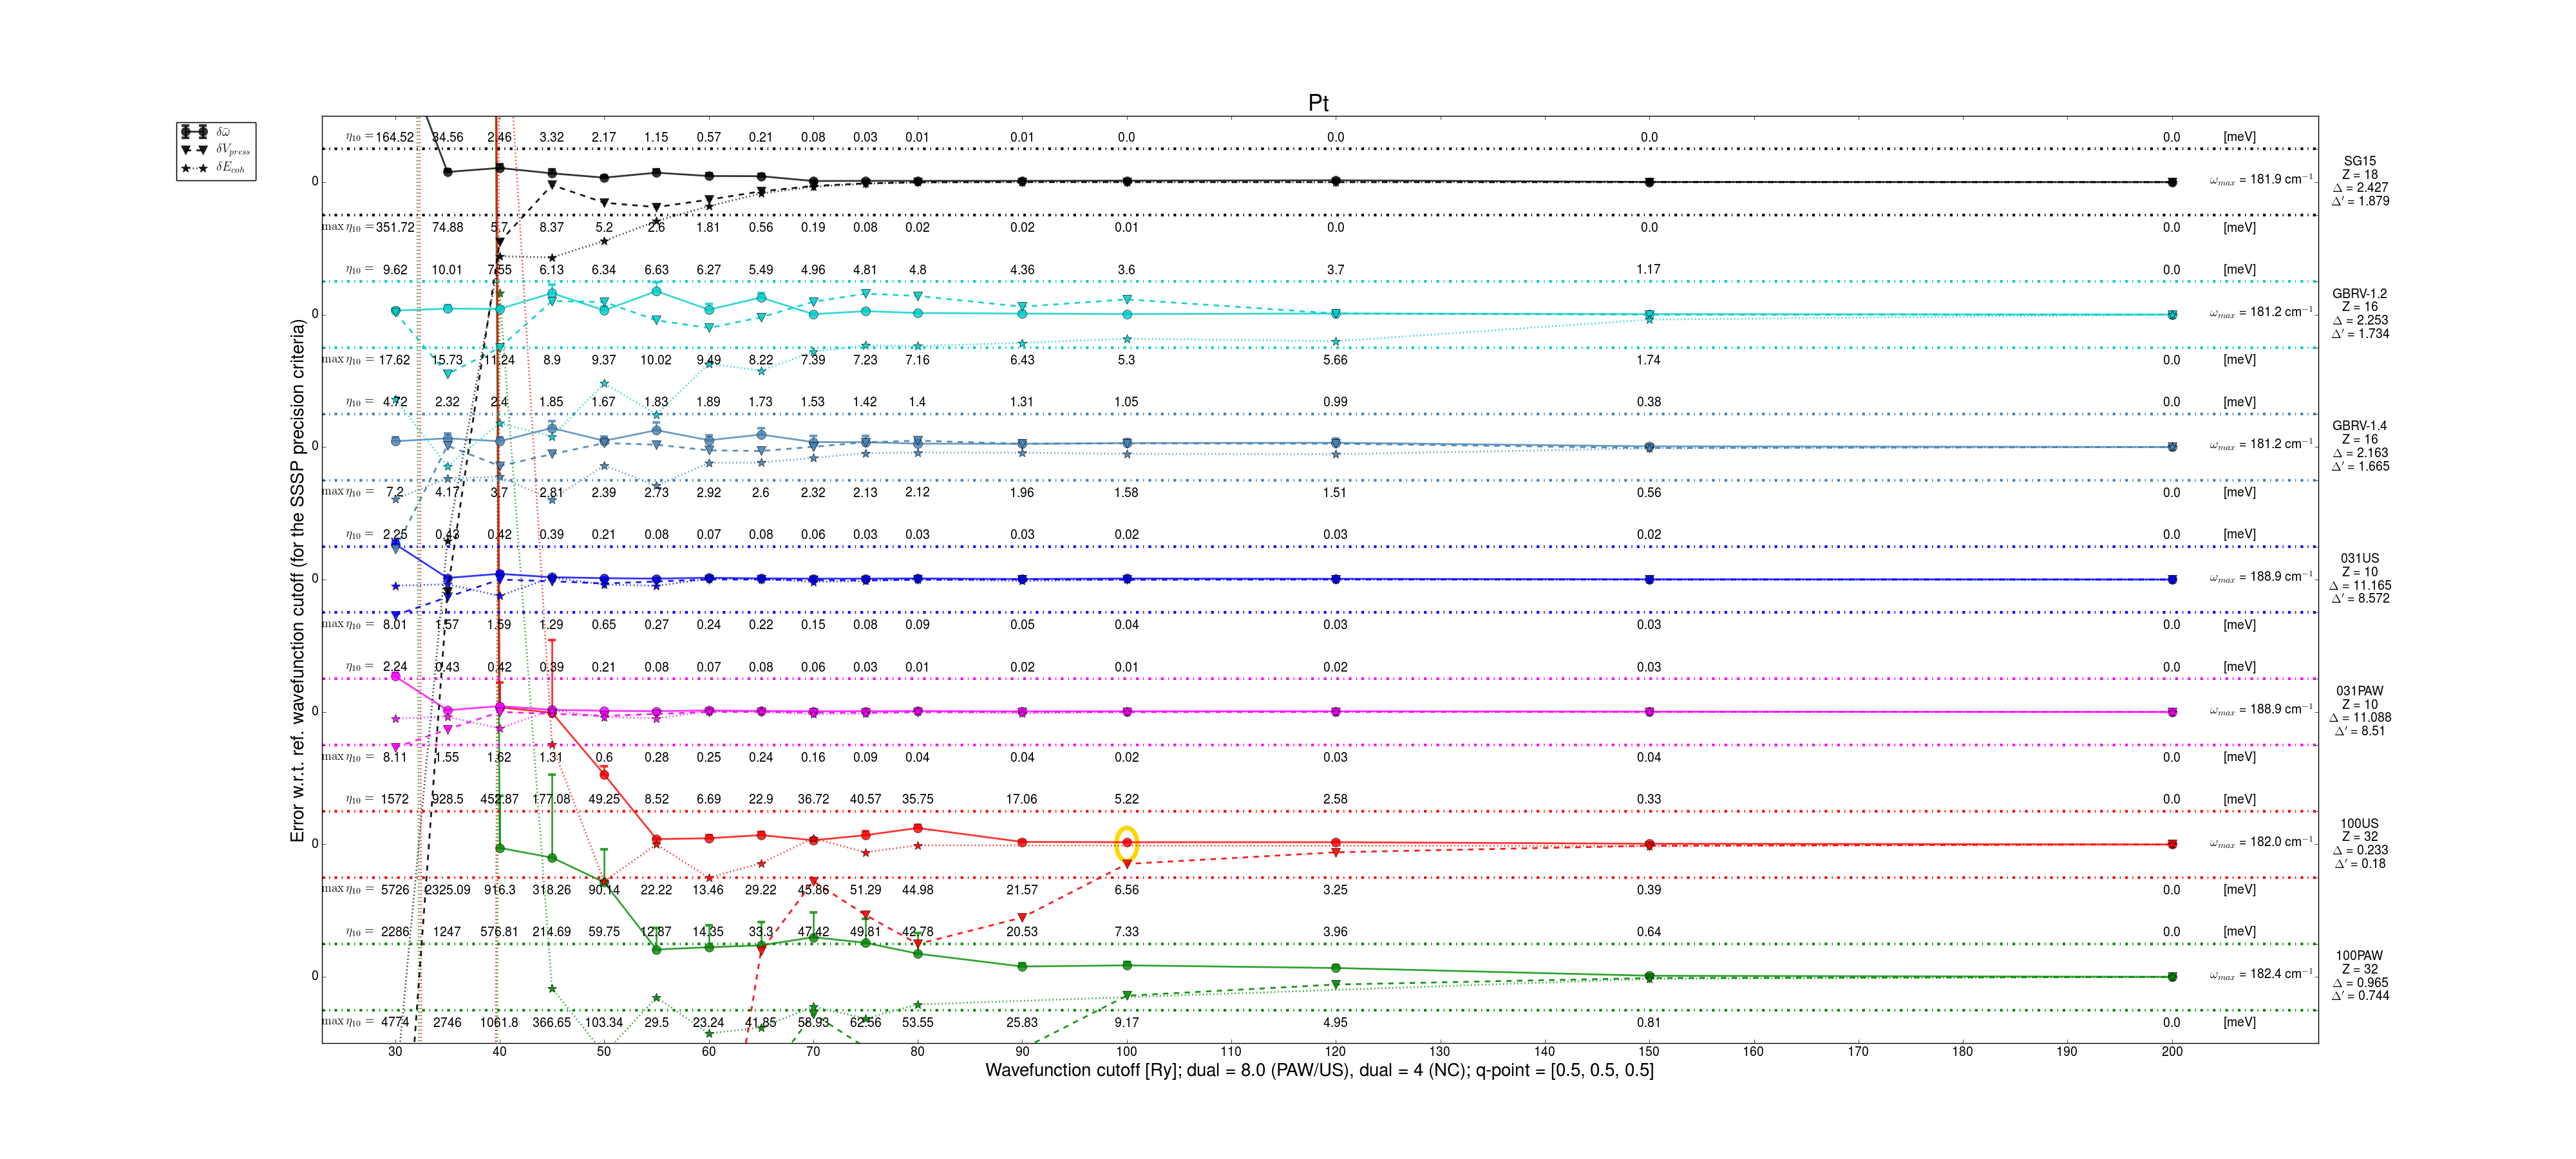 Pt
δω̄
δV_press
δE_coh
Error w.r.t. ref. wavefunction cutoff (for the SSSP precision criteria)
η₁₀ = 164.52 34.56 2.46 3.32 2.17 1.15 0.57 0.21 0.08 0.03 0.01 0.01 0.0 0.0 0.0 0.0 [meV]
0 ω_max = 181.9 cm⁻¹
SG15
Z = 18
Δ = 2.427
Δ′ = 1.879
max η₁₀ = 351.72 74.88 5.7 8.37 5.2 2.6 1.81 0.56 0.19 0.08 0.02 0.02 0.01 0.0 0.0 0.0 [meV]
η₁₀ = 9.62 10.01 7.55 6.13 6.34 6.63 6.27 5.49 4.96 4.81 4.8 4.36 3.6 3.7 1.17 0.0 [meV]
0 ω_max = 181.2 cm⁻¹
GBRV-1.2
Z = 16
Δ = 2.253
Δ′ = 1.734
max η₁₀ = 17.62 15.73 11.24 8.9 9.37 10.02 9.49 8.22 7.39 7.23 7.16 6.43 5.3 5.66 1.74 0.0 [meV]
η₁₀ = 4.72 2.32 2.4 1.85 1.67 1.83 1.89 1.73 1.53 1.42 1.4 1.31 1.05 0.99 0.38 0.0 [meV]
0 ω_max = 181.2 cm⁻¹
GBRV-1.4
Z = 16
Δ = 2.163
Δ′ = 1.665
max η₁₀ = 7.2 4.17 3.7 2.81 2.39 2.73 2.92 2.6 2.32 2.13 2.12 1.96 1.58 1.51 0.56 0.0 [meV]
η₁₀ = 2.25 0.43 0.42 0.39 0.21 0.08 0.07 0.08 0.06 0.03 0.03 0.03 0.02 0.03 0.02 0.0 [meV]
0 ω_max = 188.9 cm⁻¹
031US
Z = 10
Δ = 11.165
Δ′ = 8.572
max η₁₀ = 8.01 1.57 1.59 1.29 0.65 0.27 0.24 0.22 0.15 0.08 0.09 0.05 0.04 0.03 0.03 0.0 [meV]
η₁₀ = 2.24 0.43 0.42 0.39 0.21 0.08 0.07 0.08 0.06 0.03 0.01 0.02 0.01 0.02 0.03 0.0 [meV]
0 ω_max = 188.9 cm⁻¹
031PAW
Z = 10
Δ = 11.088
Δ′ = 8.51
max η₁₀ = 8.11 1.55 1.62 1.31 0.6 0.28 0.25 0.24 0.16 0.09 0.04 0.04 0.02 0.03 0.04 0.0 [meV]
η₁₀ = 1572 928.5 452.87 177.08 49.25 8.52 6.69 22.9 36.72 40.57 35.75 17.06 5.22 2.58 0.33 0.0 [meV]
0 ω_max = 182.0 cm⁻¹
100US
Z = 32
Δ = 0.233
Δ′ = 0.18
max η₁₀ = 5726 2325.09 916.3 318.26 90.14 22.22 13.46 29.22 45.86 51.29 44.98 21.57 6.56 3.25 0.39 0.0 [meV]
η₁₀ = 2286 1247 576.81 214.69 59.75 12.87 14.35 33.3 47.42 49.81 42.78 20.53 7.33 3.96 0.64 0.0 [meV]
0 ω_max = 182.4 cm⁻¹
100PAW
Z = 32
Δ = 0.965
Δ′ = 0.744
max η₁₀ = 4774 2746 1061.8 366.65 103.34 29.5 23.24 41.85 58.93 62.56 53.55 25.83 9.17 4.95 0.81 0.0 [meV]
30 40 50 60 70 80 90 100 110 120 130 140 150 160 170 180 190 200
Wavefunction cutoff [Ry]; dual = 8.0 (PAW/US), dual = 4 (NC); q-point = [0.5, 0.5, 0.5]